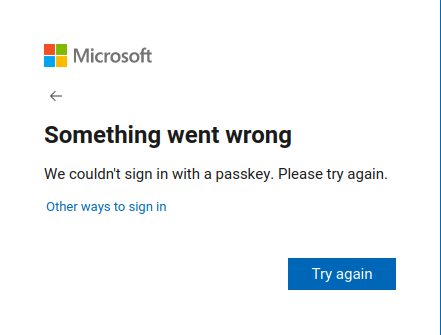 Microsoft
Something went wrong
We couldn't sign in with a passkey. Please try again.
Other ways to sign in
Try again